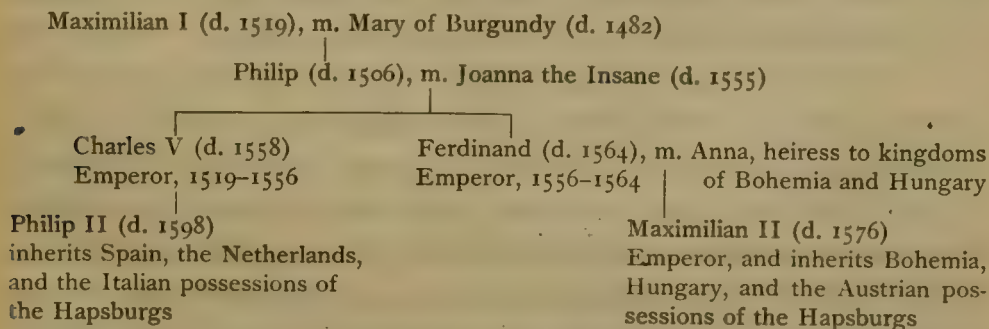 Maximilian I (d. 1519), m. Mary of Burgundy (d. 1482)
Philip (d. 1506), m. Joanna the Insane (d. 1555)
Charles V (d. 1558)
Emperor, 1519–1556
Ferdinand (d. 1564), m. Anna, heiress to kingdoms
Emperor, 1556–1564 of Bohemia and Hungary
Philip II (d. 1598)
inherits Spain, the Netherlands,
and the Italian possessions of
the Hapsburgs
Maximilian II (d. 1576)
Emperor, and inherits Bohemia,
Hungary, and the Austrian pos-
sessions of the Hapsburgs